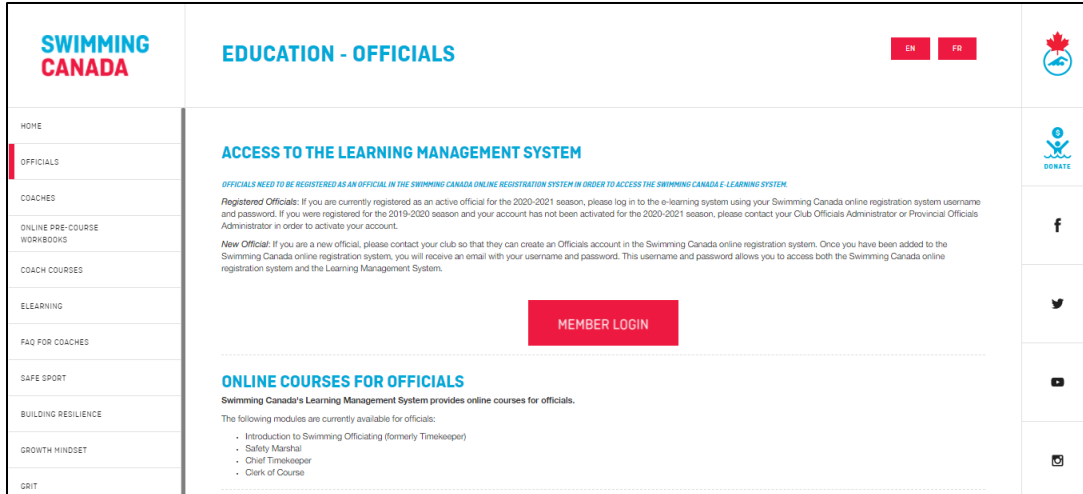 SWIMMING
CANADA
EDUCATION - OFFICIALS
EN
FR
HOME
OFFICIALS
COACHES
ONLINE PRE-COURSE
WORKBOOKS
COACH COURSES
ELEARNING
FAQ FOR COACHES
SAFE SPORT
BUILDING RESILIENCE
GROWTH MINDSET
GRIT
ACCESS TO THE LEARNING MANAGEMENT SYSTEM
OFFICIALS NEED TO BE REGISTERED AS AN OFFICIAL IN THE SWIMMING CANADA ONLINE REGISTRATION SYSTEM IN ORDER TO ACCESS THE SWIMMING CANADA E-LEARNING SYSTEM.
Registered Officials: If you are currently registered as an active official for the 2020-2021 season, please log in to the e-learning system using your Swimming Canada online registration system username
and password. If you were registered for the 2019-2020 season and your account has not been activated for the 2020-2021 season, please contact your Club Officials Administrator or Provincial Officials
Administrator in order to activate your account.
New Official: If you are a new official, please contact your club so that they can create an Officials account in the Swimming Canada online registration system. Once you have been added to the
Swimming Canada online registration system, you will receive an email with your username and password. This username and password allows you to access both the Swimming Canada online
registration system and the Learning Management System.
MEMBER LOGIN
ONLINE COURSES FOR OFFICIALS
Swimming Canada's Learning Management System provides online courses for officials.
The following modules are currently available for officials:
• Introduction to Swimming Officiating (formerly Timekeeper)
• Safety Marshal
• Chief Timekeeper
• Clerk of Course
$
DONATE